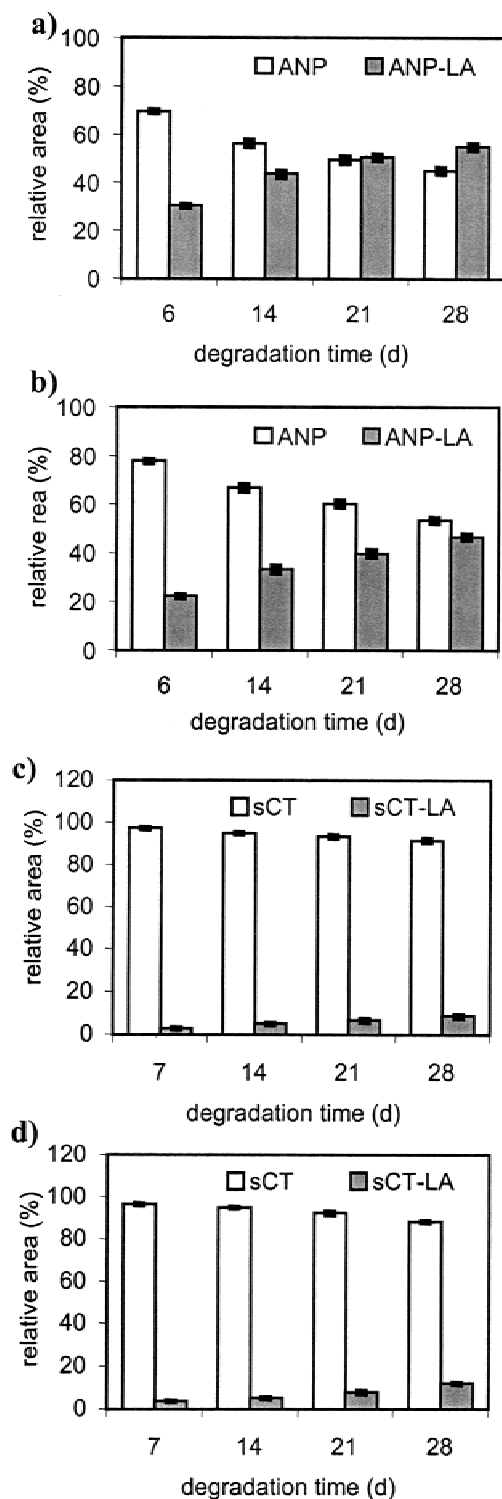 a)
100
80
60
40
20
0
relative area (%)
ANP ANP-LA
6 14 21 28
degradation time (d)
b)
100
80
60
40
20
0
relative rea (%)
ANP ANP-LA
6 14 21 28
degradation time (d)
c)
120
100
80
60
40
20
0
relative area (%)
sCT sCT-LA
7 14 21 28
degradation time (d)
d)
120
100
80
60
40
20
0
relative area (%)
sCT sCT-LA
7 14 21 28
degradation time (d)